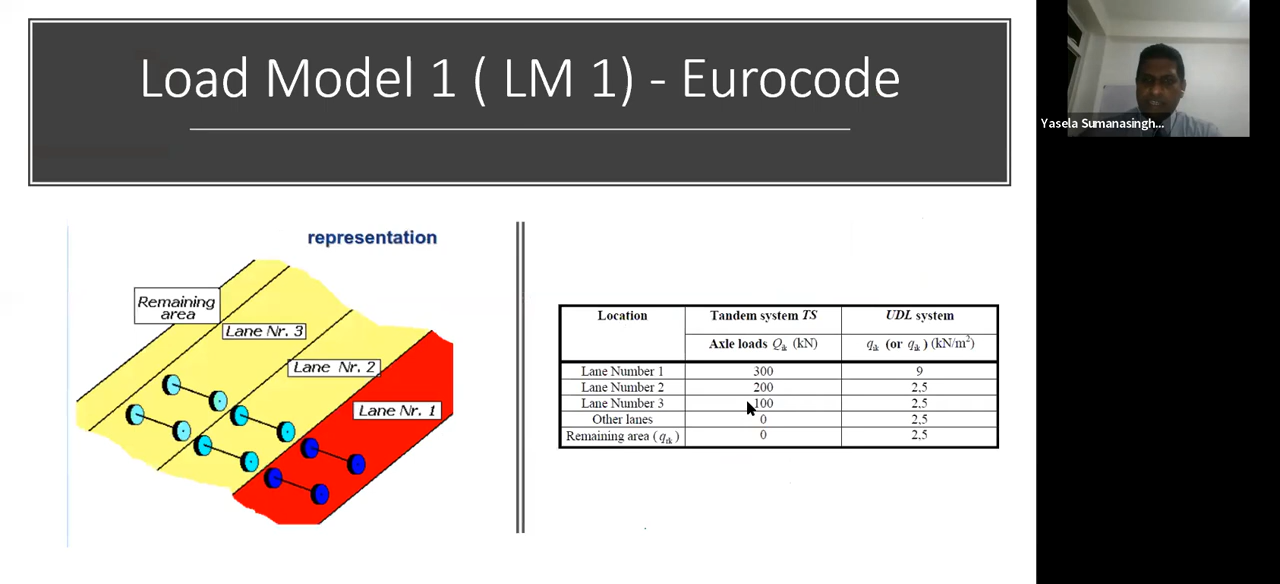 Load Model 1 ( LM 1) - Eurocode
Yasela Sumanasingh...
representation
Remaining
area
Lane Nr. 3
Lane Nr. 2
Lane Nr. 1
Location Tandem system TS UDL system
Axle loads Qik (kN) qik (or qik) (kN/m²)
Lane Number 1 300 9
Lane Number 2 200 2,5
Lane Number 3 100 2,5
Other lanes 0 2,5
Remaining area (qrk) 0 2,5